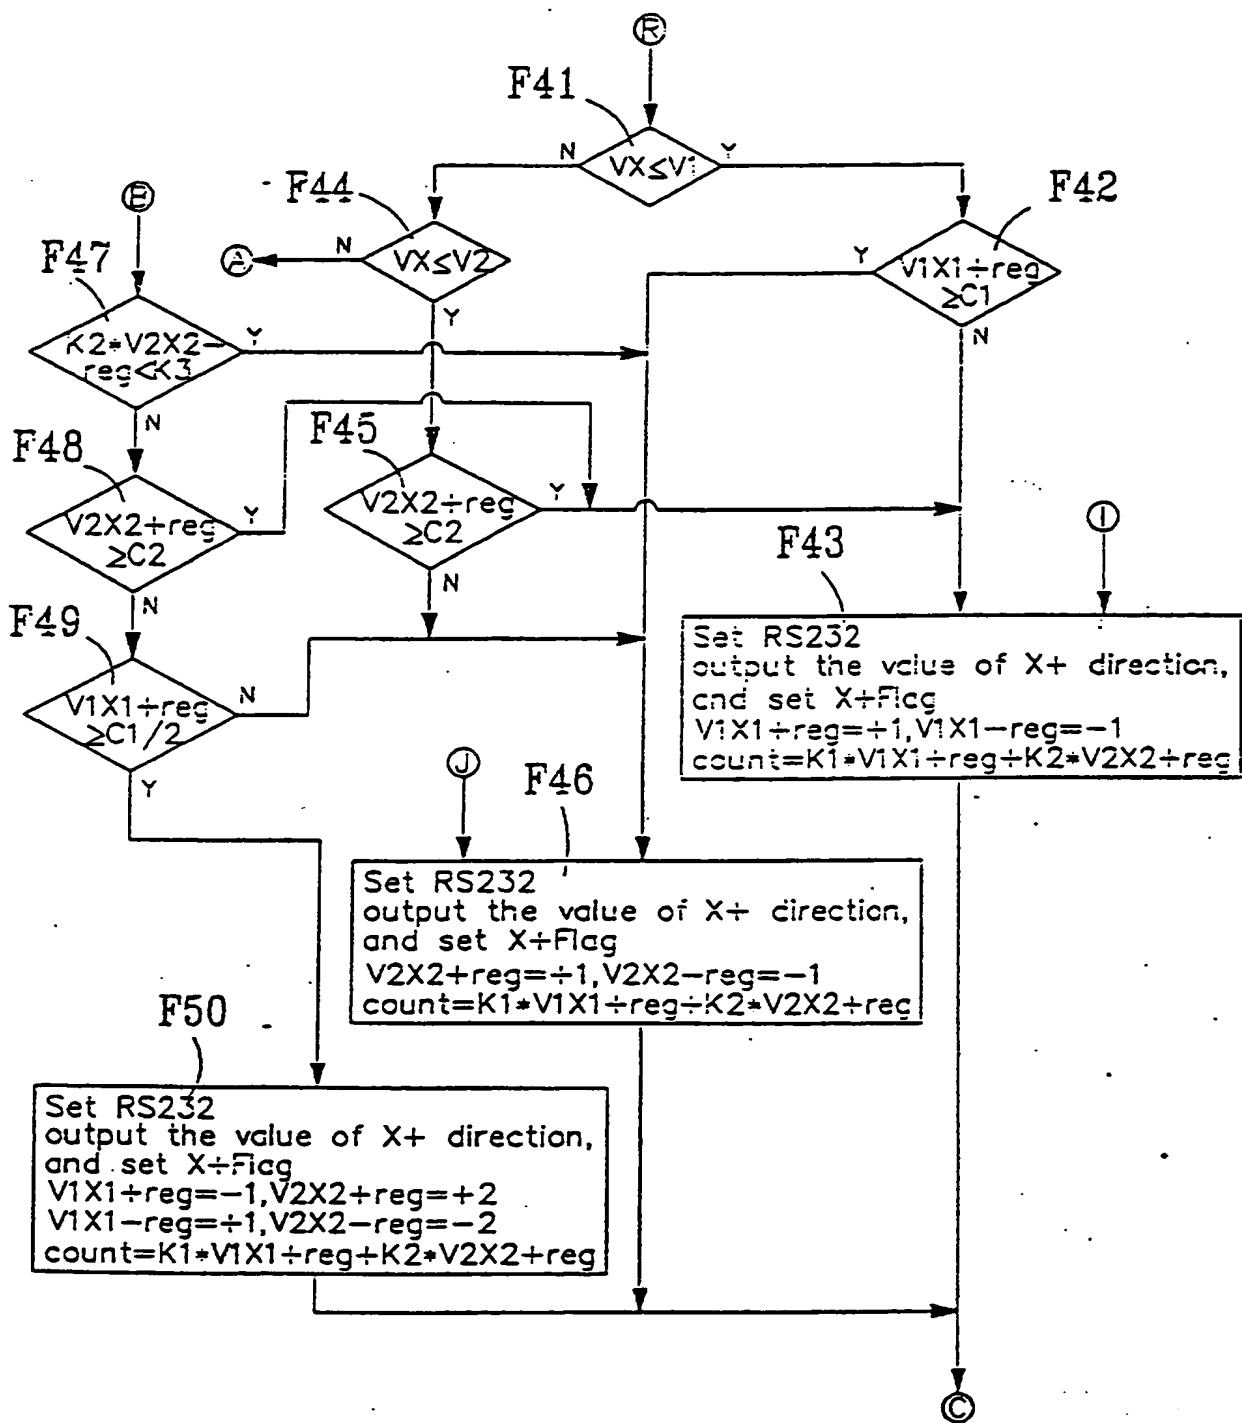 R
F41
VX≤V1
N
Y
F44
F42
E
F47
A
N
VX≤V2
Y
V1X1+reg
≥C1
Y
N
K2*V2X2-
reg<K3
Y
N
F48
F45
V2X2+reg
≥C2
Y
N
V2X2+reg
≥C2
Y
N
I
F43
F49
V1X1+reg
≥C1/2
N
Y
Set RS232
output the value of X+ direction,
and set X+Flag
V1X1+reg=+1,V1X1-reg=-1
count=K1*V1X1+reg+K2*V2X2+reg
J
F46
Set RS232
output the value of X+ direction,
and set X+Flag
V2X2+reg=+1,V2X2-reg=-1
count=K1*V1X1+reg+K2*V2X2+reg
F50
Set RS232
output the value of X+ direction,
and set X+Flag
V1X1+reg=-1,V2X2+reg=+2
V1X1-reg=+1,V2X2-reg=-2
count=K1*V1X1+reg+K2*V2X2+reg
C